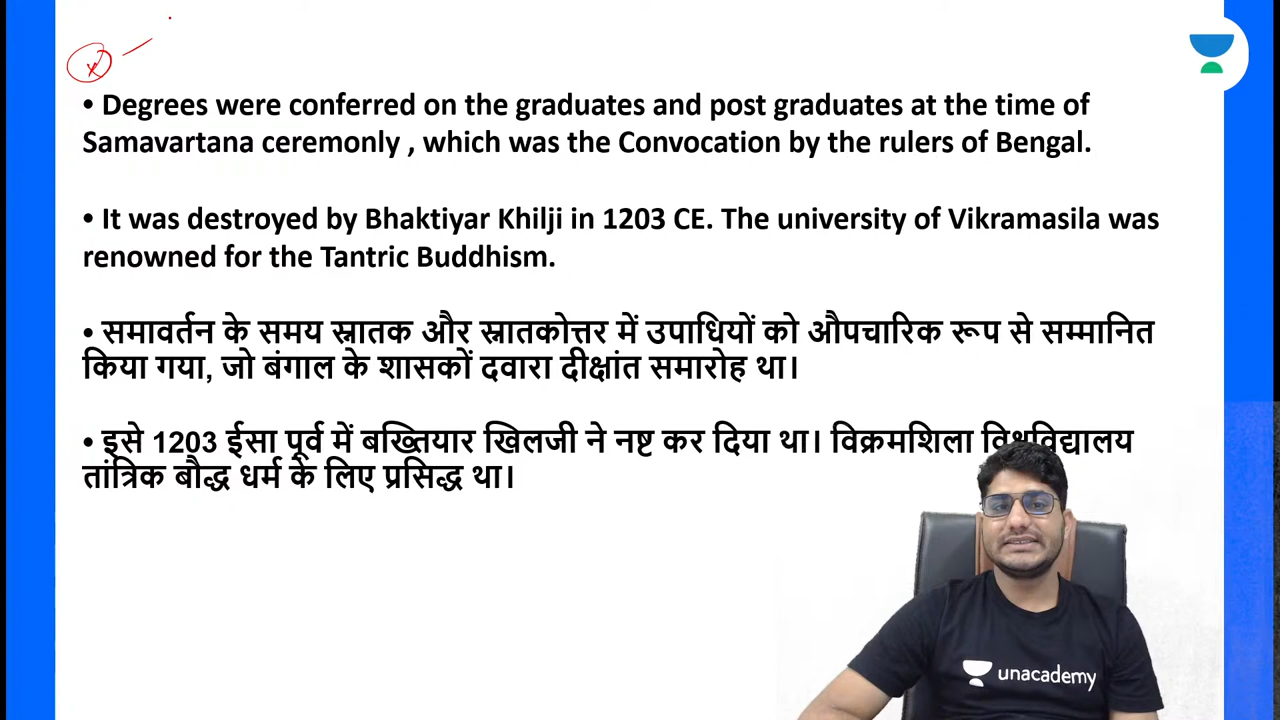 • Degrees were conferred on the graduates and post graduates at the time of
Samavartana ceremonly , which was the Convocation by the rulers of Bengal.
• It was destroyed by Bhaktiyar Khilji in 1203 CE. The university of Vikramasila was
renowned for the Tantric Buddhism.
• समावर्तन के समय स्नातक और स्नातकोत्तर में उपाधियों को औपचारिक रूप से सम्मानित
किया गया, जो बंगाल के शासकों दवारा दीक्षांत समारोह था।
• इसे 1203 ईसा पूर्व में बख्तियार खिलजी ने नष्ट कर दिया था। विक्रमशिला विश्वविद्यालय
तांत्रिक बौद्ध धर्म के लिए प्रसिद्ध था।
unacademy